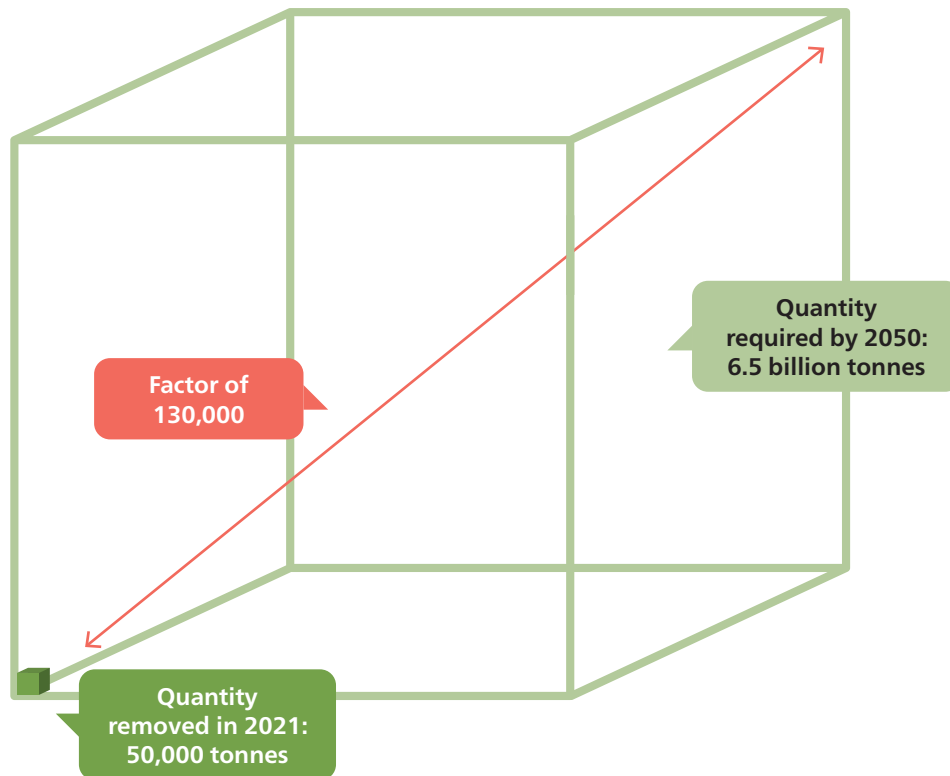 Quantity
required by 2050:
6.5 billion tonnes
Factor of
130,000
Quantity
removed in 2021:
50,000 tonnes